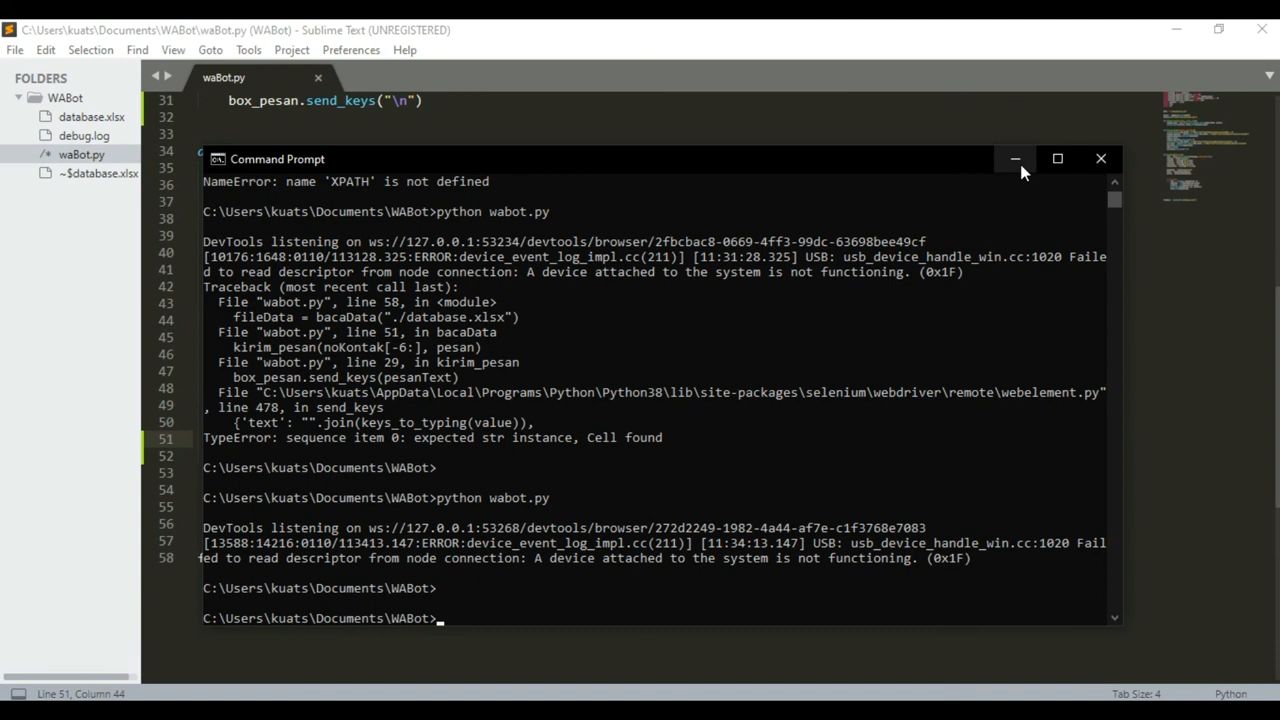 C:\Users\kuats\Documents\WABot\waBot.py (WABot) - Sublime Text (UNREGISTERED)
File Edit Selection Find View Goto Tools Project Preferences Help
FOLDERS
WABot
database.xlsx
debug.log
/* waBot.py
~$database.xlsx
waBot.py
31 box_pesan.send_keys("\n")
32
33
34
35
36
37
38
39
40
41
42
43
44
45
46
47
48
49
50
51
52
53
54
55
56
57
58
Command Prompt
NameError: name 'XPATH' is not defined
C:\Users\kuats\Documents\WABot>python wabot.py
DevTools listening on ws://127.0.0.1:53234/devtools/browser/2fbcbac8-0669-4ff3-99dc-63698bee49cf
[10176:1648:0110/113128.325:ERROR:device_event_log_impl.cc(211)] [11:31:28.325] USB: usb_device_handle_win.cc:1020 Faile
d to read descriptor from node connection: A device attached to the system is not functioning. (0x1F)
Traceback (most recent call last):
File "wabot.py", line 58, in <module>
fileData = bacaData("./database.xlsx")
File "wabot.py", line 51, in bacaData
kirim_pesan(noKontak[-6:], pesan)
File "wabot.py", line 29, in kirim_pesan
box_pesan.send_keys(pesanText)
File "C:\Users\kuats\AppData\Local\Programs\Python\Python38\lib\site-packages\selenium\webdriver\remote\webelement.py"
, line 478, in send_keys
{'text': "".join(keys_to_typing(value)),
TypeError: sequence item 0: expected str instance, Cell found
C:\Users\kuats\Documents\WABot>
C:\Users\kuats\Documents\WABot>python wabot.py
DevTools listening on ws://127.0.0.1:53268/devtools/browser/272d2249-1982-4a44-af7e-c1f3768e7083
[13588:14216:0110/113413.147:ERROR:device_event_log_impl.cc(211)] [11:34:13.147] USB: usb_device_handle_win.cc:1020 Fail
ed to read descriptor from node connection: A device attached to the system is not functioning. (0x1F)
C:\Users\kuats\Documents\WABot>
C:\Users\kuats\Documents\WABot>
Line 51, Column 44
Tab Size: 4
Python